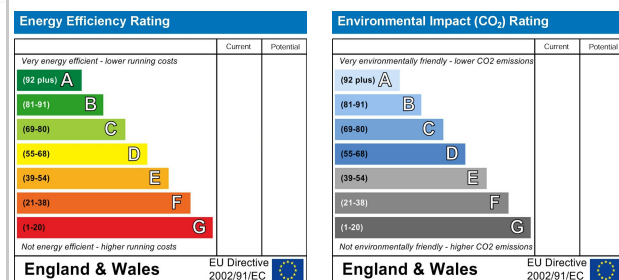 Energy Efficiency Rating
Current Potential
Very energy efficient - lower running costs
(92 plus) A
(81-91) B
(69-80) C
(55-68) D
(39-54) E
(21-38) F
(1-20) G
Not energy efficient - higher running costs
England & Wales
EU Directive
2002/91/EC
Environmental Impact (CO₂) Rating
Current Potential
Very environmentally friendly - lower CO2 emissions
(92 plus) A
(81-91) B
(69-80) C
(55-68) D
(39-54) E
(21-38) F
(1-20) G
Not environmentally friendly - higher CO2 emissions
England & Wales
EU Directive
2002/91/EC